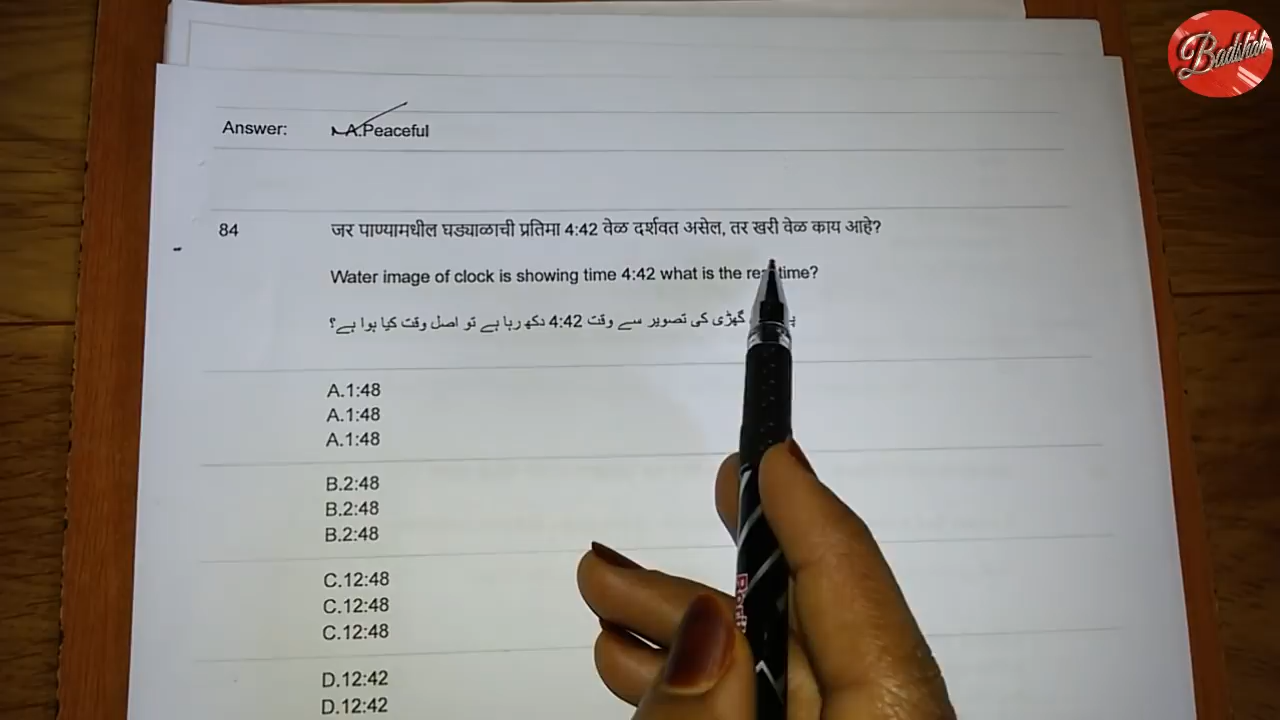 Badshah
Answer: A.Peaceful
84 जर पाण्यामधील घड्याळाची प्रतिमा 4:42 वेळ दर्शवत असेल, तर खरी वेळ काय आहे?
Water image of clock is showing time 4:42 what is the time?
گھڑی کی تصویر سے وقت 4:42 دکھ رہا ہے تو اصل وقت کیا ہوا ہے؟
A.1:48
A.1:48
A.1:48
B.2:48
B.2:48
B.2:48
C.12:48
C.12:48
C.12:48
D.12:42
D.12:42